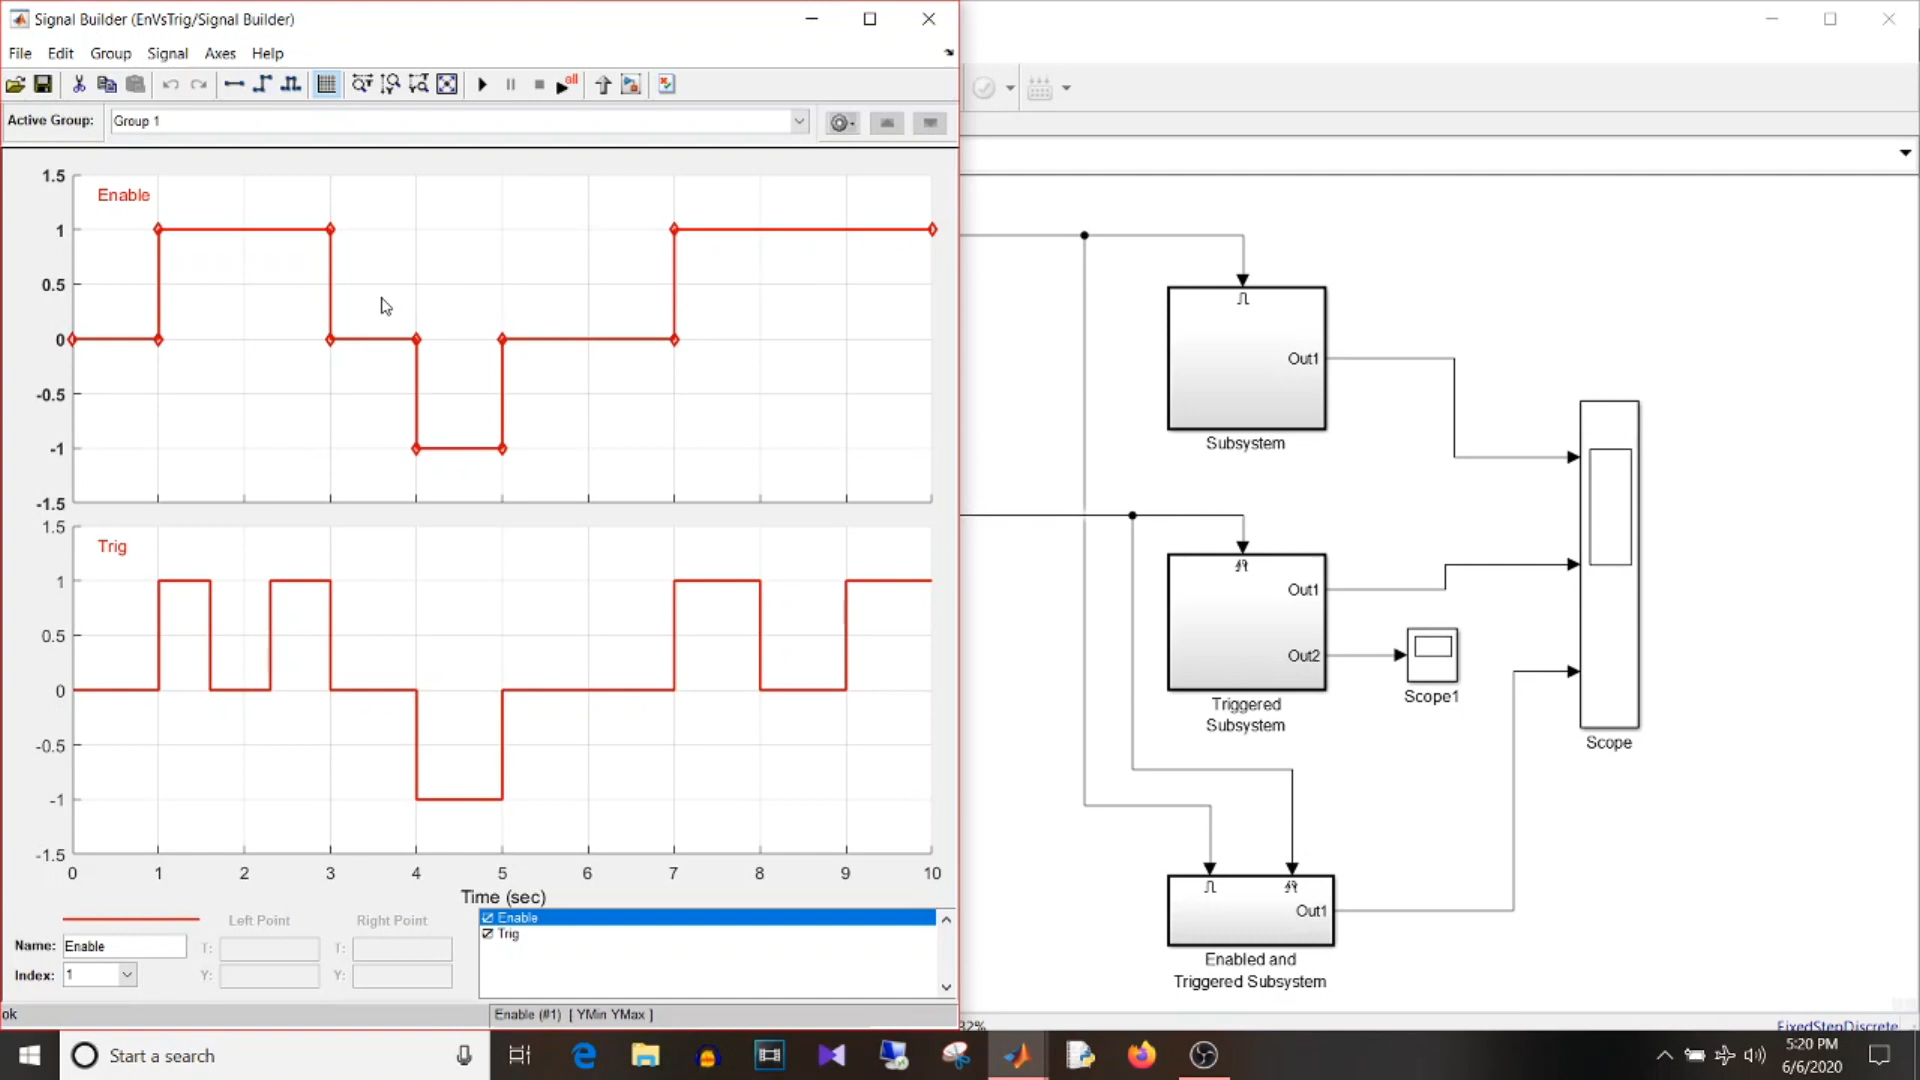 Signal Builder (EnVsTrig/Signal Builder)
File Edit Group Signal Axes Help
all
Active Group: Group 1
1.5
Enable
1
0.5
0
-0.5
-1
-1.5
1.5
Trig
1
0.5
0
-0.5
-1
-1.5
0 1 2 3 4 5 6 7 8 9 10
Time (sec)
Left Point Right Point
Name: Enable T: T:
Index: 1 Y: Y:
Enable
Trig
ok
Enable (#1) [ YMin YMax ]
Out1
Subsystem
Out1
Out2
Triggered
Subsystem
Scope1
Scope
Out1
Enabled and
Triggered Subsystem
FixedStepDiscrete
Start a search
5:20 PM
6/6/2020